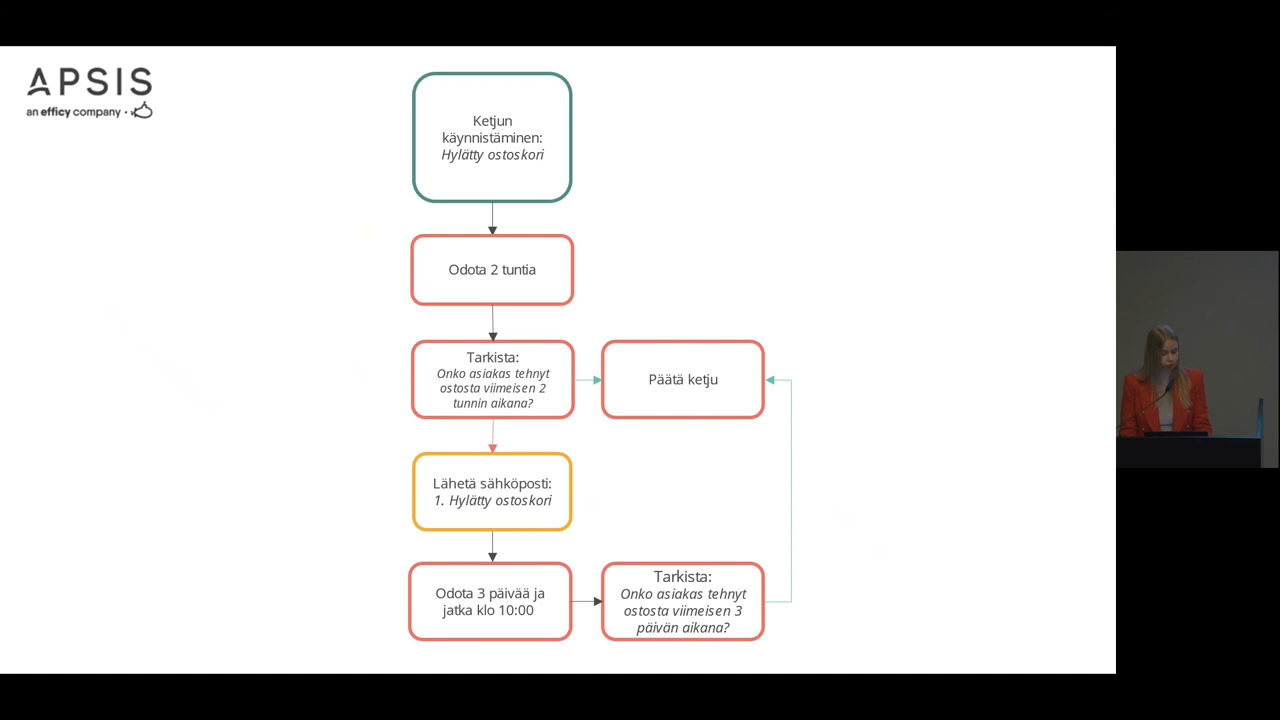 APSIS
an efficy company
Ketjun
käynnistäminen:
Hylätty ostoskori
Odota 2 tuntia
Tarkista:
Onko asiakas tehnyt
ostosta viimeisen 2
tunnin aikana?
Päätä ketju
Lähetä sähköposti:
1. Hylätty ostoskori
Odota 3 päivää ja
jatka klo 10:00
Tarkista:
Onko asiakas tehnyt
ostosta viimeisen 3
päivän aikana?